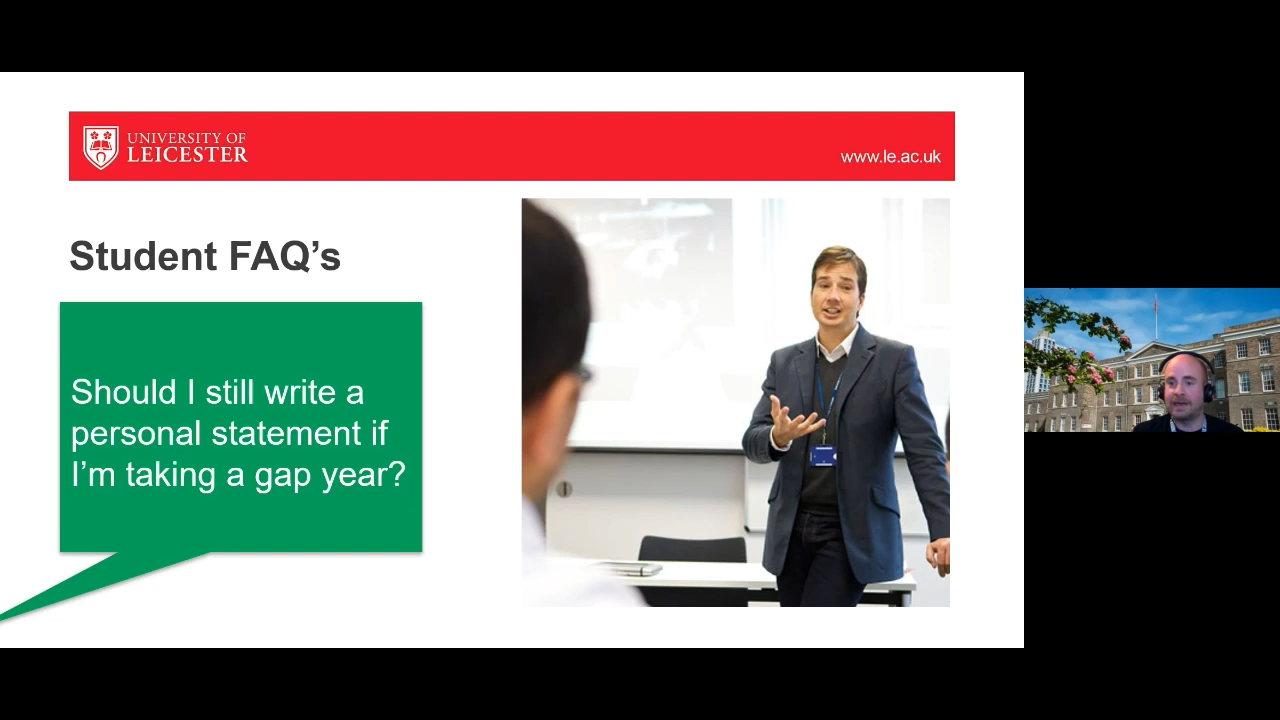 UNIVERSITY OF
LEICESTER
www.le.ac.uk
Student FAQ’s
Should I still write a
personal statement if
I’m taking a gap year?